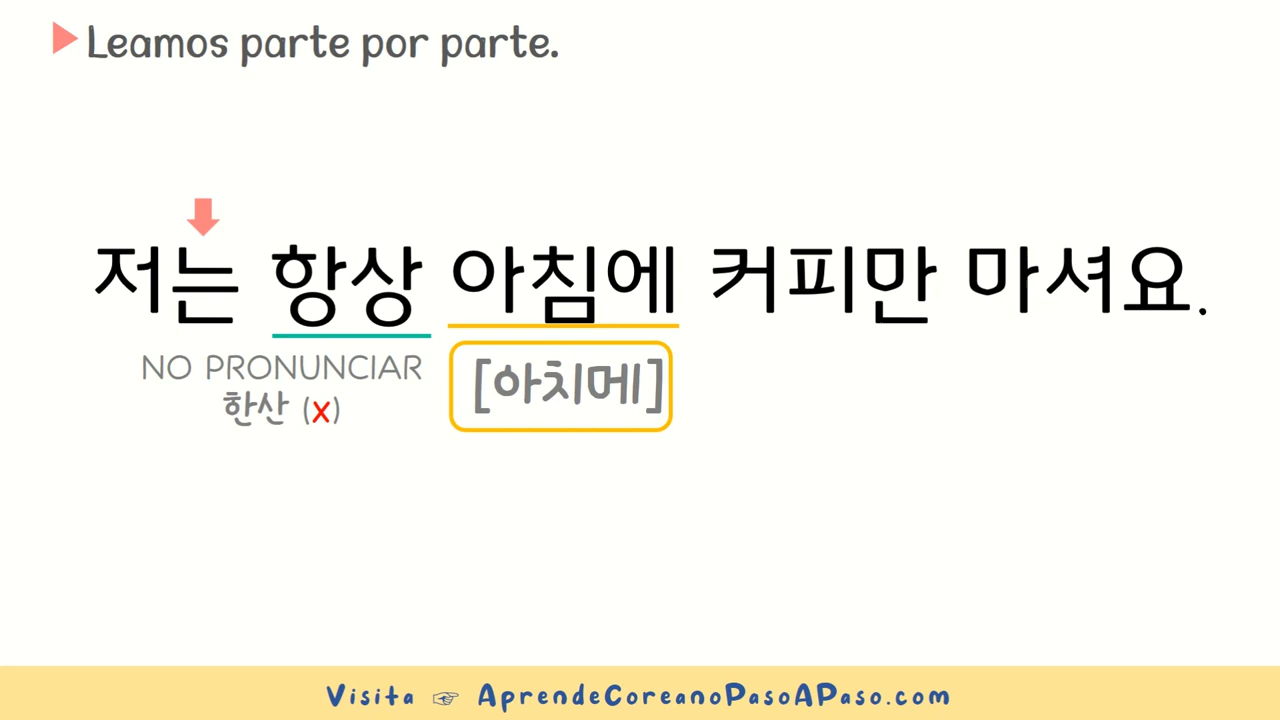 Leamos parte por parte.
저는 항상 아침에 커피만 마셔요.
NO PRONUNCIAR
한산 (x)
[아치메]
Visita ☞ AprendeCoreanoPasoAPaso.com